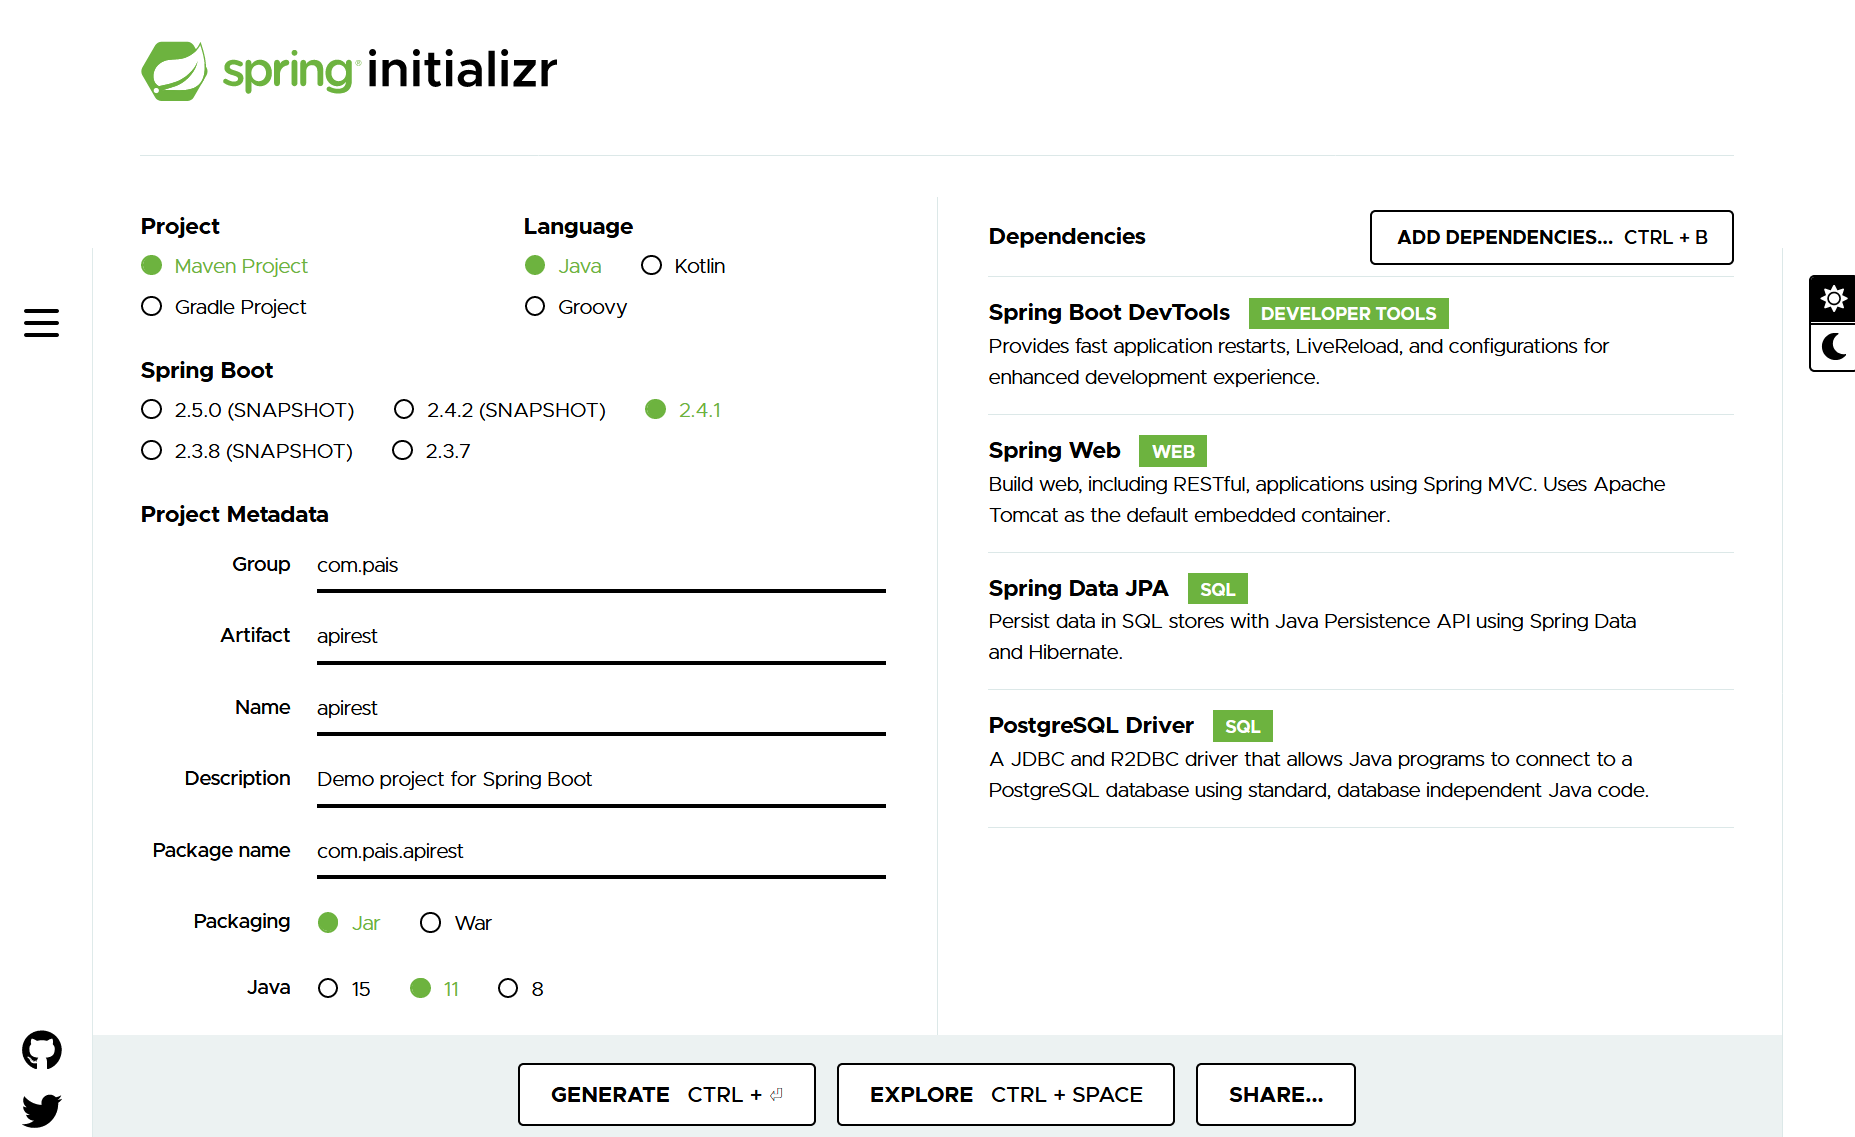 spring initializr
Project
Maven Project
Gradle Project
Language
Java Kotlin
Groovy
Spring Boot
2.5.0 (SNAPSHOT) 2.4.2 (SNAPSHOT) 2.4.1
2.3.8 (SNAPSHOT) 2.3.7
Project Metadata
Group com.pais
Artifact apirest
Name apirest
Description Demo project for Spring Boot
Package name com.pais.apirest
Packaging Jar War
Java 15 11 8
Dependencies ADD DEPENDENCIES... CTRL + B
Spring Boot DevTools DEVELOPER TOOLS
Provides fast application restarts, LiveReload, and configurations for
enhanced development experience.
Spring Web WEB
Build web, including RESTful, applications using Spring MVC. Uses Apache
Tomcat as the default embedded container.
Spring Data JPA SQL
Persist data in SQL stores with Java Persistence API using Spring Data
and Hibernate.
PostgreSQL Driver SQL
A JDBC and R2DBC driver that allows Java programs to connect to a
PostgreSQL database using standard, database independent Java code.
GENERATE CTRL + ⏎ EXPLORE CTRL + SPACE SHARE...